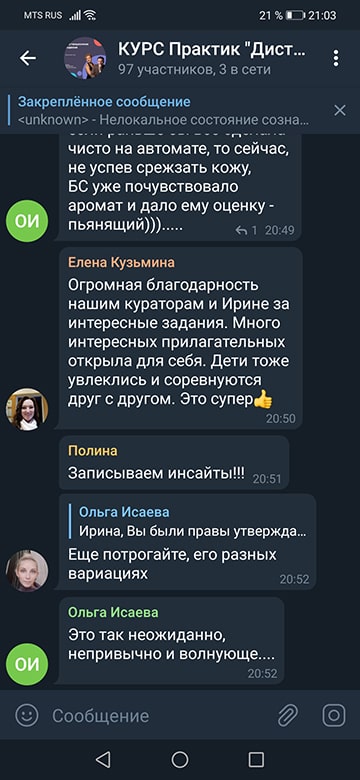 MTS RUS 21 % 21:03
КУРС Практик "Дист...
97 участников, 3 в сети
Закреплённое сообщение
<unknown> - Нелокальное состояние созна...
чисто на автомате, то сейчас,
не успев срежзать кожу,
БС уже почувствовало
аромат и дало ему оценку -
пьянящий))).....
1 20:49
ОИ
Елена Кузьмина
Огромная благодарность
нашим кураторам и Ирине за
интересные задания. Много
интересных прилагательных
открыла для себя. Дети тоже
увлеклись и соревнуются
друг с другом. Это супер👍
20:50
Полина
Записываем инсайты!!! 20:51
Ольга Исаева
Ирина, Вы были правы утвержда...
Еще потрогайте, его разных
вариациях 20:52
Ольга Исаева
Это так неожиданно,
непривычно и волнующе....
20:52
ОИ
Сообщение